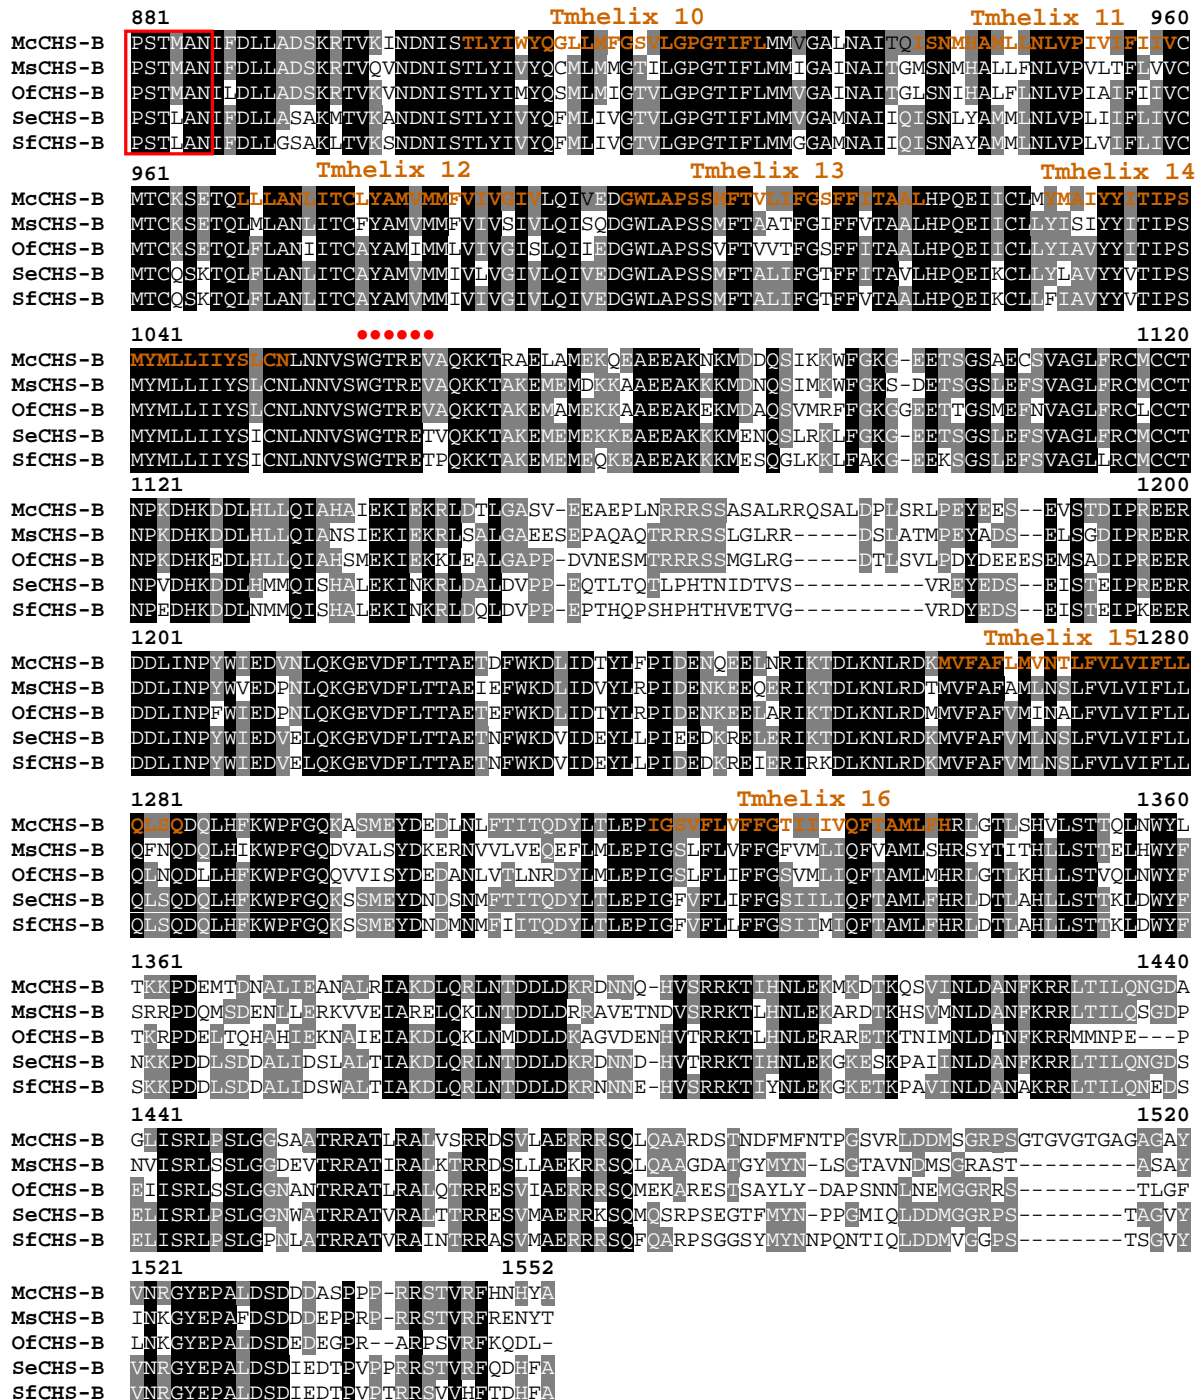 881 Tmhelix 10 Tmhelix 11 960
McCHS-B PSTMANIFDLLADSKRTVKINDNISTLYIWYQGLLMFGSVLGPGTIFLMMVGALNAITQISNMHAMLLNLVPIVIFIIVC
MsCHS-B PSTMANIFDLLADSKRTVQVNDNISTLYIVYQCMLMMGTILGPGTIFLMMIGAINAITGMSNMHALLFNLVPVLTFLVVC
OfCHS-B PSTMANILDLLADSKRTVKVNDNISTLYIMYQSMLMIGTVLGPGTIFLMMVGAINAITGLSNIHALFLNLVPIAIFIIVC
SeCHS-B PSTLANIFDLLASAKMTVKANDNISTLYIVYQFMLIVGTVLGPGTIFLMMVGAMNAIIQISNLYAMMLNLVPLIIFLIVC
SfCHS-B PSTLANIFDLLGSAKLTVKSNDNISTLYIVYQFMLIVGTVLGPGTIFLMMGGAMNAIIQISNAYAMMLNLVPLVIFLIVC
961 Tmhelix 12 Tmhelix 13 Tmhelix 14
McCHS-B MTCKSETQLLLANLITCLYAMVMMFVIVGIVLQIVEDGWLAPSSMFTVLIFGSFFITAALHPQEIICLMYMAIYYITIPS
MsCHS-B MTCKSETQLMLANLITCFYAMVMMFVIVSIVLQISQDGWLAPSSMFTAATFGIFFVTAALHPQEIICLLYISIYYITIPS
OfCHS-B MTCKSETQLFLANIITCAYAMIMMLVIVGISLQIIEDGWLAPSSVFTVVTFGSFFITAALHPQEIICLLYIAVYYITIPS
SeCHS-B MTCQSKTQLFLANLITCAYAMVMMIVLVGIVLQIVEDGWLAPSSMFTALIFGTFFITAVLHPQEIKCLLYLAVYYVTIPS
SfCHS-B MTCQSKTQLFLANLITCAYAMVMMIVIVGIVLQIVEDGWLAPSSMFTALIFGTFFVTAALHPQEIKCLLFIAVYYVTIPS
1041 1120
McCHS-B MYMLLIIYSLCNLNNVSWGTREVAQKKTRAELAMEKQEAEEAKNKMDDQSIKKWFGKG-EETSGSAECSVAGLFRCMCCT
MsCHS-B MYMLLIIYSLCNLNNVSWGTREVAQKKTAKEMEMDKKAAEEAKKKMDNQSIMKWFGKS-DETSGSLEFSVAGLFRCMCCT
OfCHS-B MYMLLIIYSLCNLNNVSWGTREVAQKKTAKEMAMEKKAAEEAKEKMDAQSVMRFFGKGGEETTGSMEFNVAGLFRCLCCT
SeCHS-B MYMLLIIYSICNLNNVSWGTRETVQKKTAKEMEMEKKEAEEAKKKMENQSLRKLFGKG-EETSGSLEFSVAGLFRCMCCT
SfCHS-B MYMLLIIYSICNLNNVSWGTRETPQKKTAKEMEMEQKEAEEAKKKMESQGLKKLFAKG-EEKSGSLEFSVAGLLRCMCCT
1121 1200
McCHS-B NPKDHKDDLHLLQIAHAIEKIEKRLDTLGASV-EEAEPLNRRRSSASALRRQSALDPLSRLPEYEES--EVSTDIPREER
MsCHS-B NPKDHKDDLHLLQIANSIEKIEKRLSALGAEESEPAQAQTRRRSSLGLRR-----DSLATMPEYADS--ELSGDIPREER
OfCHS-B NPKDHKEDLHLLQIAHSMEKIEKKLEALGAPP-DVNESMTRRRSSMGLRG-----DTLSVLPDYDEEESEMSADIPREER
SeCHS-B NPVDHKDDLHMMQISHALEKINKRLDALDVPP-EQTLTQTLPHTNIDTVS----------VREYEDS--EISTEIPREER
SfCHS-B NPEDHKDDLNMMQISHALEKINKRLDQLDVPP-EPTHQPSHPHTHVETVG----------VRDYEDS--EISTEIPKEER
1201 Tmhelix 15 1280
McCHS-B DDLINPYWIEDVNLQKGEVDFLTTAETDFWKDLIDTYLFPIDENQEELNRIKTDLKNLRDKMVFAFLMVNTLFVLVIFLL
MsCHS-B DDLINPYWVEDPNLQKGEVDFLTTAEIEFWKDLIDVYLRPIDENKEEQERIKTDLKNLRDTMVFAFAMLNSLFVLVIFLL
OfCHS-B DDLINPFWIEDPNLQKGEVDFLTTAETEFWKDLIDTYLRPIDENKEELARIKTDLKNLRDMMVFAFVMINALFVLVIFLL
SeCHS-B DDLINPYWIEDVELQKGEVDFLTTAETNFWKDVIDEYLLPIEEDKRELERIKTDLKNLRDKMVFAFVMLNSLFVLVIFLL
SfCHS-B DDLINPYWIEDVELQKGEVDFLTTAETNFWKDVIDEYLLPIDEDKREIERIRKDLKNLRDKMVFAFVMLNSLFVLVIFLL
1281 Tmhelix 16 1360
McCHS-B QLSQDQLHFKWPFGQKASMEYDEDLNLFTITQDYLTLEPIGSVFLVFFGTIIIVQFTAMLFHRLGTLSHVLSTTQLNWYL
MsCHS-B QFNQDQLHIKWPFGQDVALSYDKERNVVLVEQEFLMLEPIGSLFLVFFGFVMLIQFVAMLSHRSYTITHLLSTTELHWYF
OfCHS-B QLNQDLLHFKWPFGQQVVISYDEDANLVTLNRDYLMLEPIGSLFLIFFGSVMLIQFTAMLMHRLGTLKHLLSTVQLNWYF
SeCHS-B QLSQDQLHFKWPFGQKSSMEYDNDSNMFTITQDYLTLEPIGFVFLIFFGSIILIQFTAMLFHRLDTLAHLLSTTKLDWYF
SfCHS-B QLSQDQLHFKWPFGQKSSMEYDNDMNMFIITQDYLTLEPIGFVFLLFFGSIIMIQFTAMLFHRLDTLAHLLSTTKLDWYF
1361 1440
McCHS-B TKKPDEMTDNALIEANALRIAKDLQRLNTDDLDKRDNNQ-HVSRRKTIHNLEKMKDTKQSVINLDANFKRRLTILQNGDA
MsCHS-B SRRPDQMSDENLLERKVVEIARELQKLNTDDLDRRAVETNDVSRRKTLHNLEKARDTKHSVMNLDANFKRRLTILQSGDP
OfCHS-B TKRPDELTQHAHIEKNAIEIAKDLQKLNMDDLDKAGVDENHVTRRKTLHNLERARETKTNIMNLDTNFKRRMMNPE---P
SeCHS-B NKKPDDLSDDALIDSLALTIAKDLQRLNTDDLDKRDNND-HVTRRKTIHNLEKGKESKPAIINLDANFKRRLTILQNGDS
SfCHS-B SKKPDDLSDDALIDSWALTIAKDLQRLNTDDLDKRNNNE-HVSRRKTIYNLEKGKETKPAVINLDANAKRRLTILQNEDS
1441 1520
McCHS-B GLISRLPSLGGSAATRRATLRALVSRRDSVLAERRRSQLQAARDSTNDFMFNTPGSVRLDDMSGRPSGTGVGTGAGAGAY
MsCHS-B NVISRLSSLGGDEVTRRATIRALKTRRDSLLAEKRRSQLQAAGDATGYMYN-LSGTAVNDMSGRAST---------ASAY
OfCHS-B EIISRLSSLGGNANTRRATLRALQTRRESVIAERRRSQMEKARESTSAYLY-DAPSNNLNEMGGRRS---------TLGF
SeCHS-B ELISRLPSLGGNWATRRATVRALTTRRESVMAERRKSQMQSRPSEGTFMYN-PPGMIQLDDMGGRPS---------TAGVY
SfCHS-B ELISRLPSLGPNLATRRATVRAINTRRASVMAERRRSQFQARPSGGSYMYNNPQNTIQLDDMVGGPS--------TSGVY
1521 1552
McCHS-B VNRGYEPALDSDDDASPPP-RRSTVRFHNHYA
MsCHS-B INKGYEPAFDSDDDEPPRP-RRSTVRFRENYT
OfCHS-B LNKGYEPALDSDEDEGPR--ARPSVRFKQDL-
SeCHS-B VNRGYEPALDSDIEDTPVPPRRSTVRFQDHFA
SfCHS-B VNRGYEPALDSDIEDTPVPTRRSVVHFTDHFA